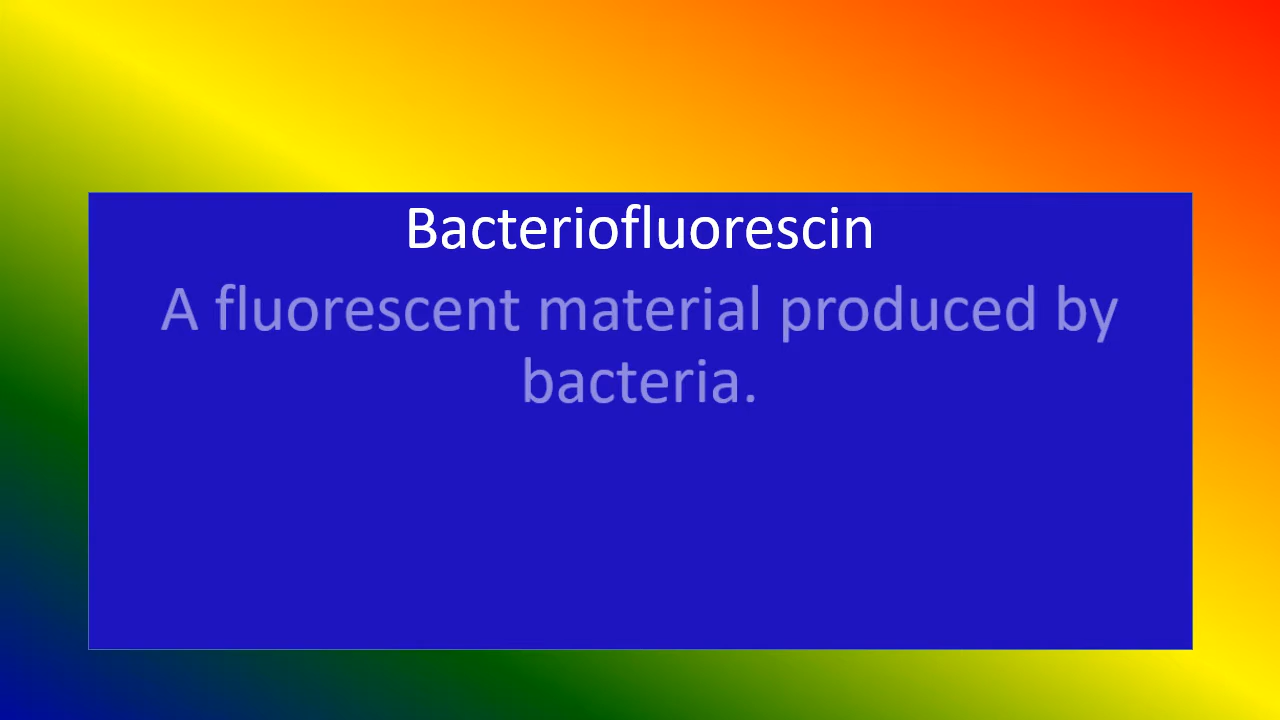 Bacteriofluorescin
A fluorescent material produced by
bacteria.